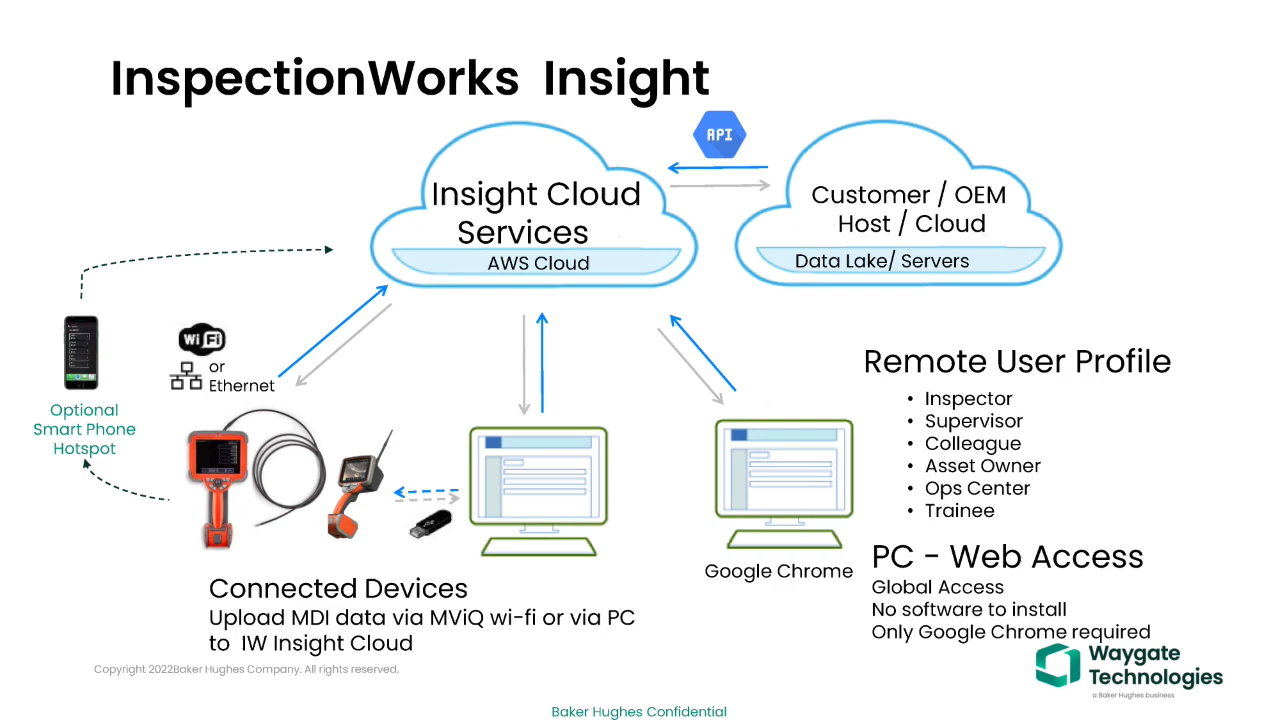 InspectionWorks Insight
API
Insight Cloud
Services
AWS Cloud
Customer / OEM
Host / Cloud
Data Lake/ Servers
WiFi
or
Ethernet
Optional
Smart Phone
Hotspot
Remote User Profile
• Inspector
• Supervisor
• Colleague
• Asset Owner
• Ops Center
• Trainee
Google Chrome
PC - Web Access
Global Access
No software to install
Only Google Chrome required
Connected Devices
Upload MDI data via MViQ wi-fi or via PC
to IW Insight Cloud
Copyright 2022Baker Hughes Company. All rights reserved.
Waygate
Technologies
a Baker Hughes business
Baker Hughes Confidential